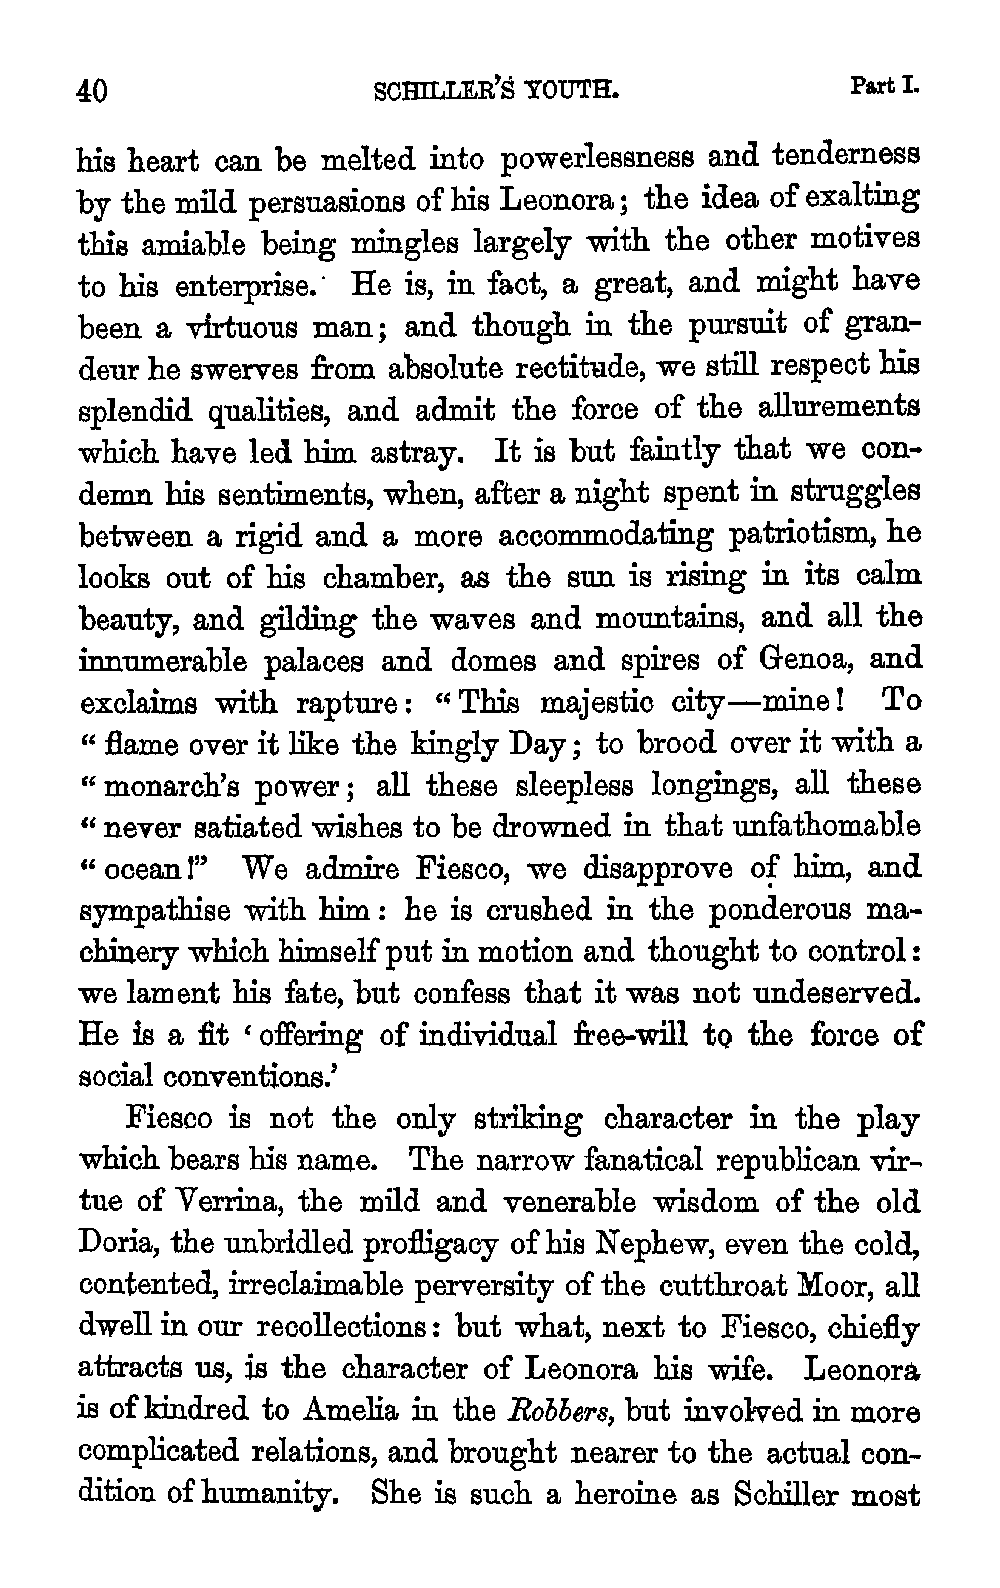 40 SCHILLER'S YOUTH. Part I.
his heart can be melted into powerlessness and tenderness
by the mild persuasions of his Leonora; the idea of exalting
this amiable being mingles largely with the other motives
to his enterprise. He is, in fact, a great, and might have
been a virtuous man; and though in the pursuit of gran-
deur he swerves from absolute rectitude, we still respect his
splendid qualities, and admit the force of the allurements
which have led him astray. It is but faintly that we con-
demn his sentiments, when, after a night spent in struggles
between a rigid and a more accommodating patriotism, he
looks out of his chamber, as the sun is rising in its calm
beauty, and gilding the waves and mountains, and all the
innumerable palaces and domes and spires of Genoa, and
exclaims with rapture: “This majestic city—mine! To
“flame over it like the kingly Day; to brood over it with a
“monarch's power; all these sleepless longings, all these
“never satiated wishes to be drowned in that unfathomable
“ocean!” We admire Fiesco, we disapprove of him, and
sympathise with him: he is crushed in the ponderous ma-
chinery which himself put in motion and thought to control:
we lament his fate, but confess that it was not undeserved.
He is a fit ‘offering of individual free-will to the force of
social conventions.’
Fiesco is not the only striking character in the play
which bears his name. The narrow fanatical republican vir-
tue of Verrina, the mild and venerable wisdom of the old
Doria, the unbridled profligacy of his Nephew, even the cold,
contented, irreclaimable perversity of the cutthroat Moor, all
dwell in our recollections: but what, next to Fiesco, chiefly
attracts us, is the character of Leonora his wife. Leonora
is of kindred to Amelia in the Robbers, but involved in more
complicated relations, and brought nearer to the actual con-
dition of humanity. She is such a heroine as Schiller most